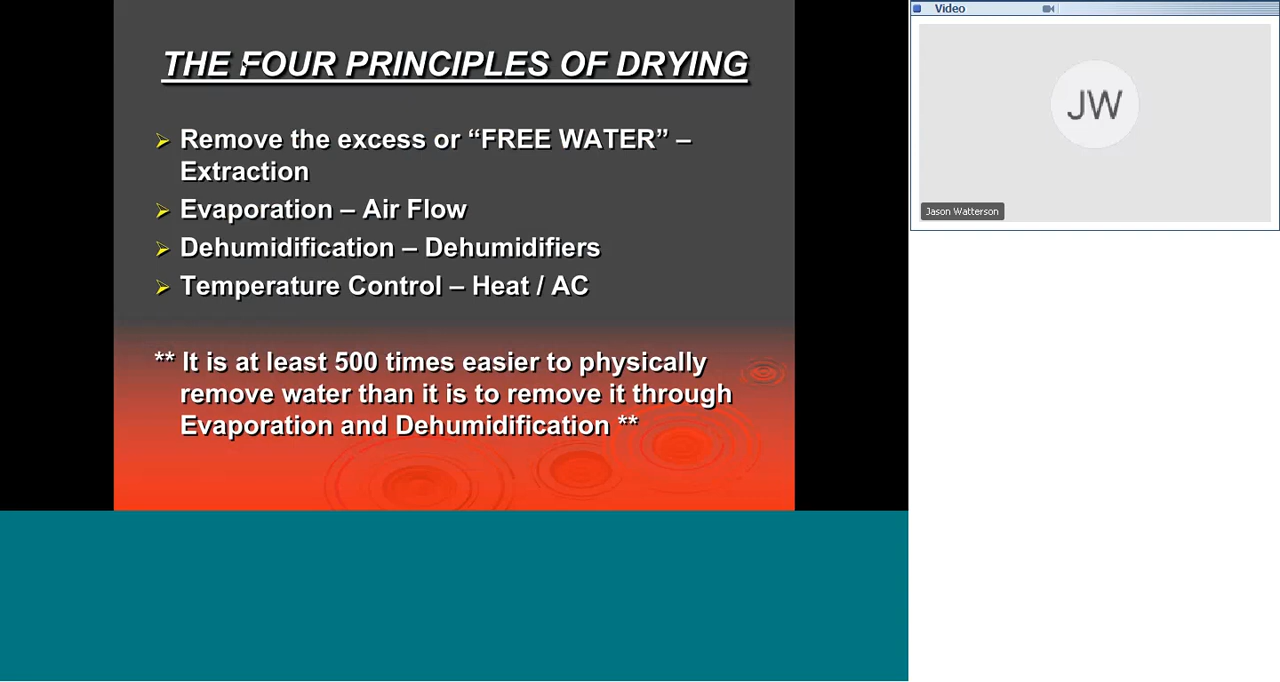 THE FOUR PRINCIPLES OF DRYING
Remove the excess or “FREE WATER” –
Extraction
Evaporation – Air Flow
Dehumidification – Dehumidifiers
Temperature Control – Heat / AC
** It is at least 500 times easier to physically
remove water than it is to remove it through
Evaporation and Dehumidification **
Video
JW
Jason Watterson